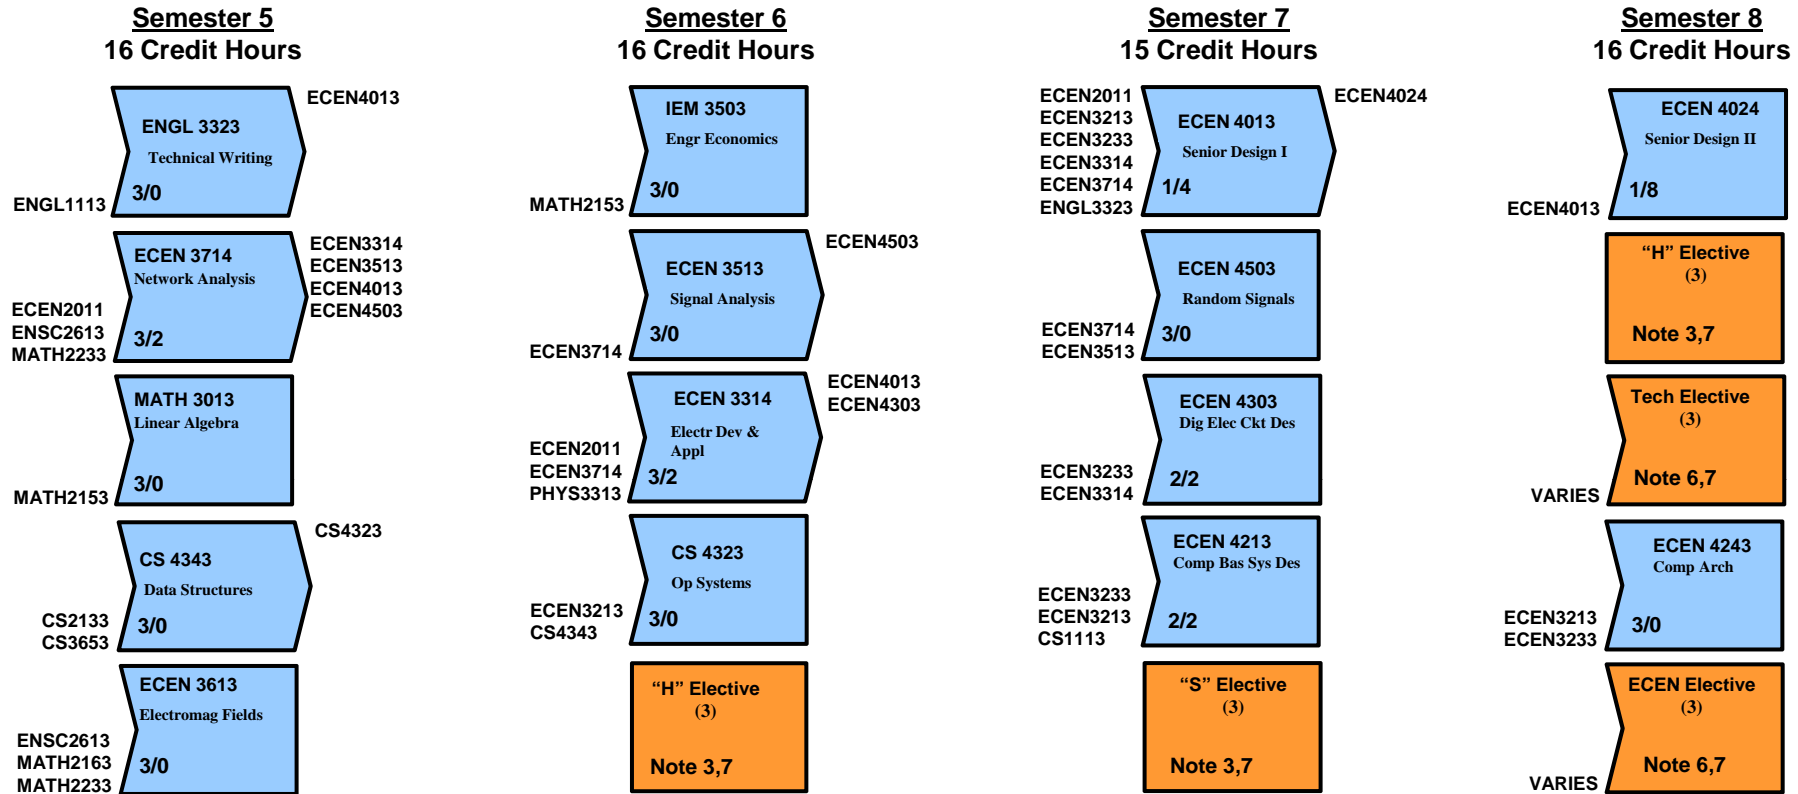 Semester 5
16 Credit Hours
ENGL 3323
Technical Writing
3/0
ENGL1113
ECEN4013
ECEN 3714
Network Analysis
3/2
ECEN2011
ENSC2613
MATH2233
ECEN3314
ECEN3513
ECEN4013
ECEN4503
MATH 3013
Linear Algebra
3/0
MATH2153
CS 4343
Data Structures
3/0
CS2133
CS3653
CS4323
ECEN 3613
Electromag Fields
3/0
ENSC2613
MATH2163
MATH2233
Semester 6
16 Credit Hours
IEM 3503
Engr Economics
3/0
MATH2153
ECEN 3513
Signal Analysis
3/0
ECEN3714
ECEN4503
ECEN 3314
Electr Dev &
Appl
3/2
ECEN2011
ECEN3714
PHYS3313
ECEN4013
ECEN4303
CS 4323
Op Systems
3/0
ECEN3213
CS4343
“H” Elective
(3)
Note 3,7
Semester 7
15 Credit Hours
ECEN2011
ECEN3213
ECEN3233
ECEN3314
ECEN3714
ENGL3323
ECEN 4013
Senior Design I
1/4
ECEN4024
ECEN 4503
Random Signals
3/0
ECEN3714
ECEN3513
ECEN 4303
Dig Elec Ckt Des
2/2
ECEN3233
ECEN3314
ECEN 4213
Comp Bas Sys Des
2/2
ECEN3233
ECEN3213
CS1113
“S” Elective
(3)
Note 3,7
Semester 8
16 Credit Hours
ECEN 4024
Senior Design II
1/8
ECEN4013
“H” Elective
(3)
Note 3,7
Tech Elective
(3)
Note 6,7
VARIES
ECEN 4243
Comp Arch
3/0
ECEN3213
ECEN3233
ECEN Elective
(3)
Note 6,7
VARIES